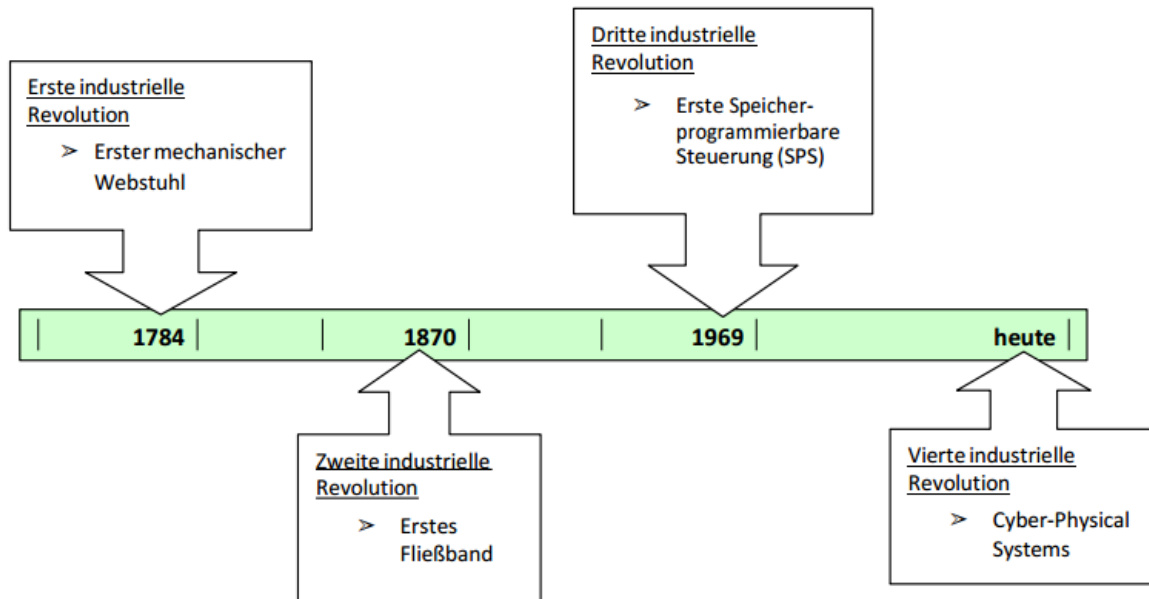 Erste industrielle
Revolution
➢ Erster mechanischer
Webstuhl
Dritte industrielle
Revolution
➢ Erste Speicher-
programmierbare
Steuerung (SPS)
1784
1870
1969
heute
Zweite industrielle
Revolution
➢ Erstes
Fließband
Vierte industrielle
Revolution
➢ Cyber-Physical
Systems